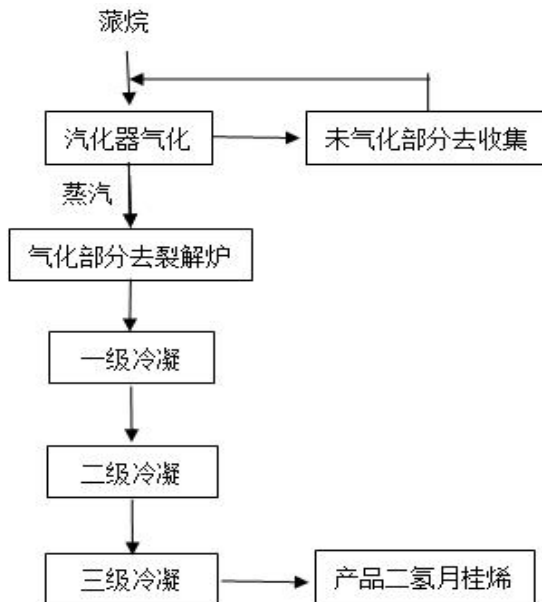 蒎烷
汽化器气化
未气化部分去收集
蒸汽
气化部分去裂解炉
一级冷凝
二级冷凝
三级冷凝
产品二氢月桂烯